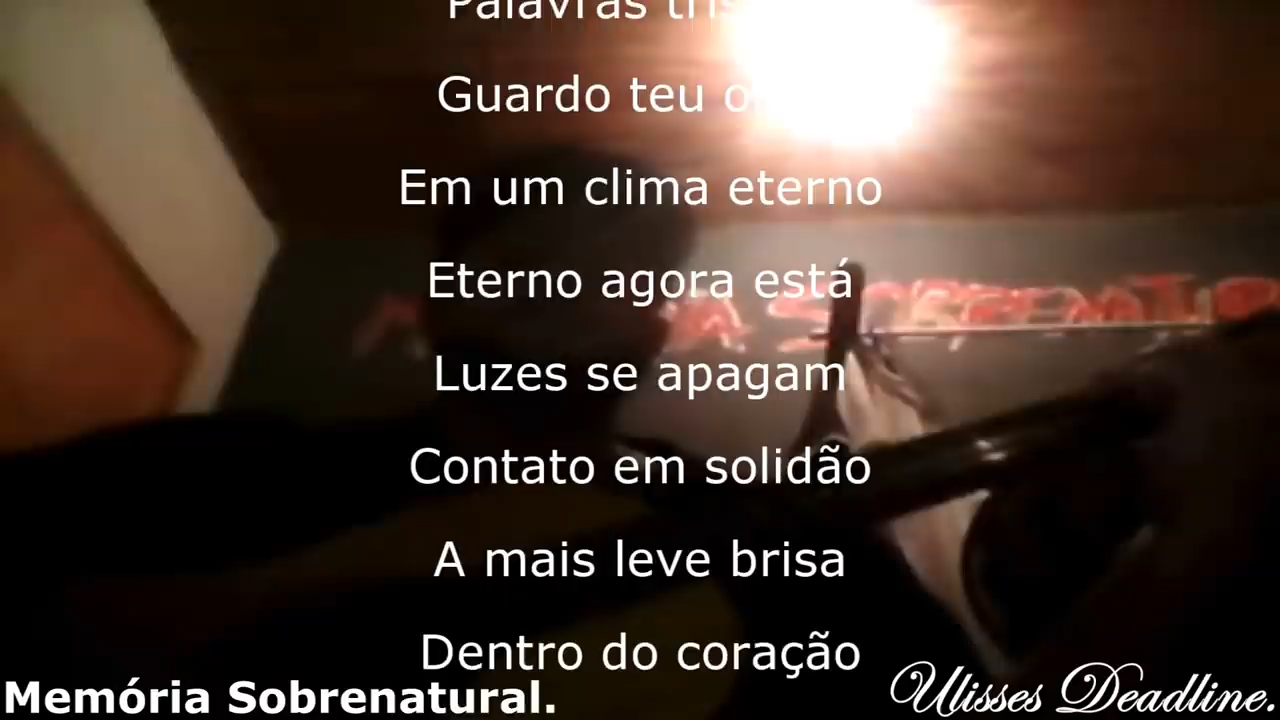 Palavras
Guardo teu
Em um clima eterno
Eterno agora está
Luzes se apagam
Contato em solidão
A mais leve brisa
Dentro do coração
Memória Sobrenatural.
Ulisses Deadline.